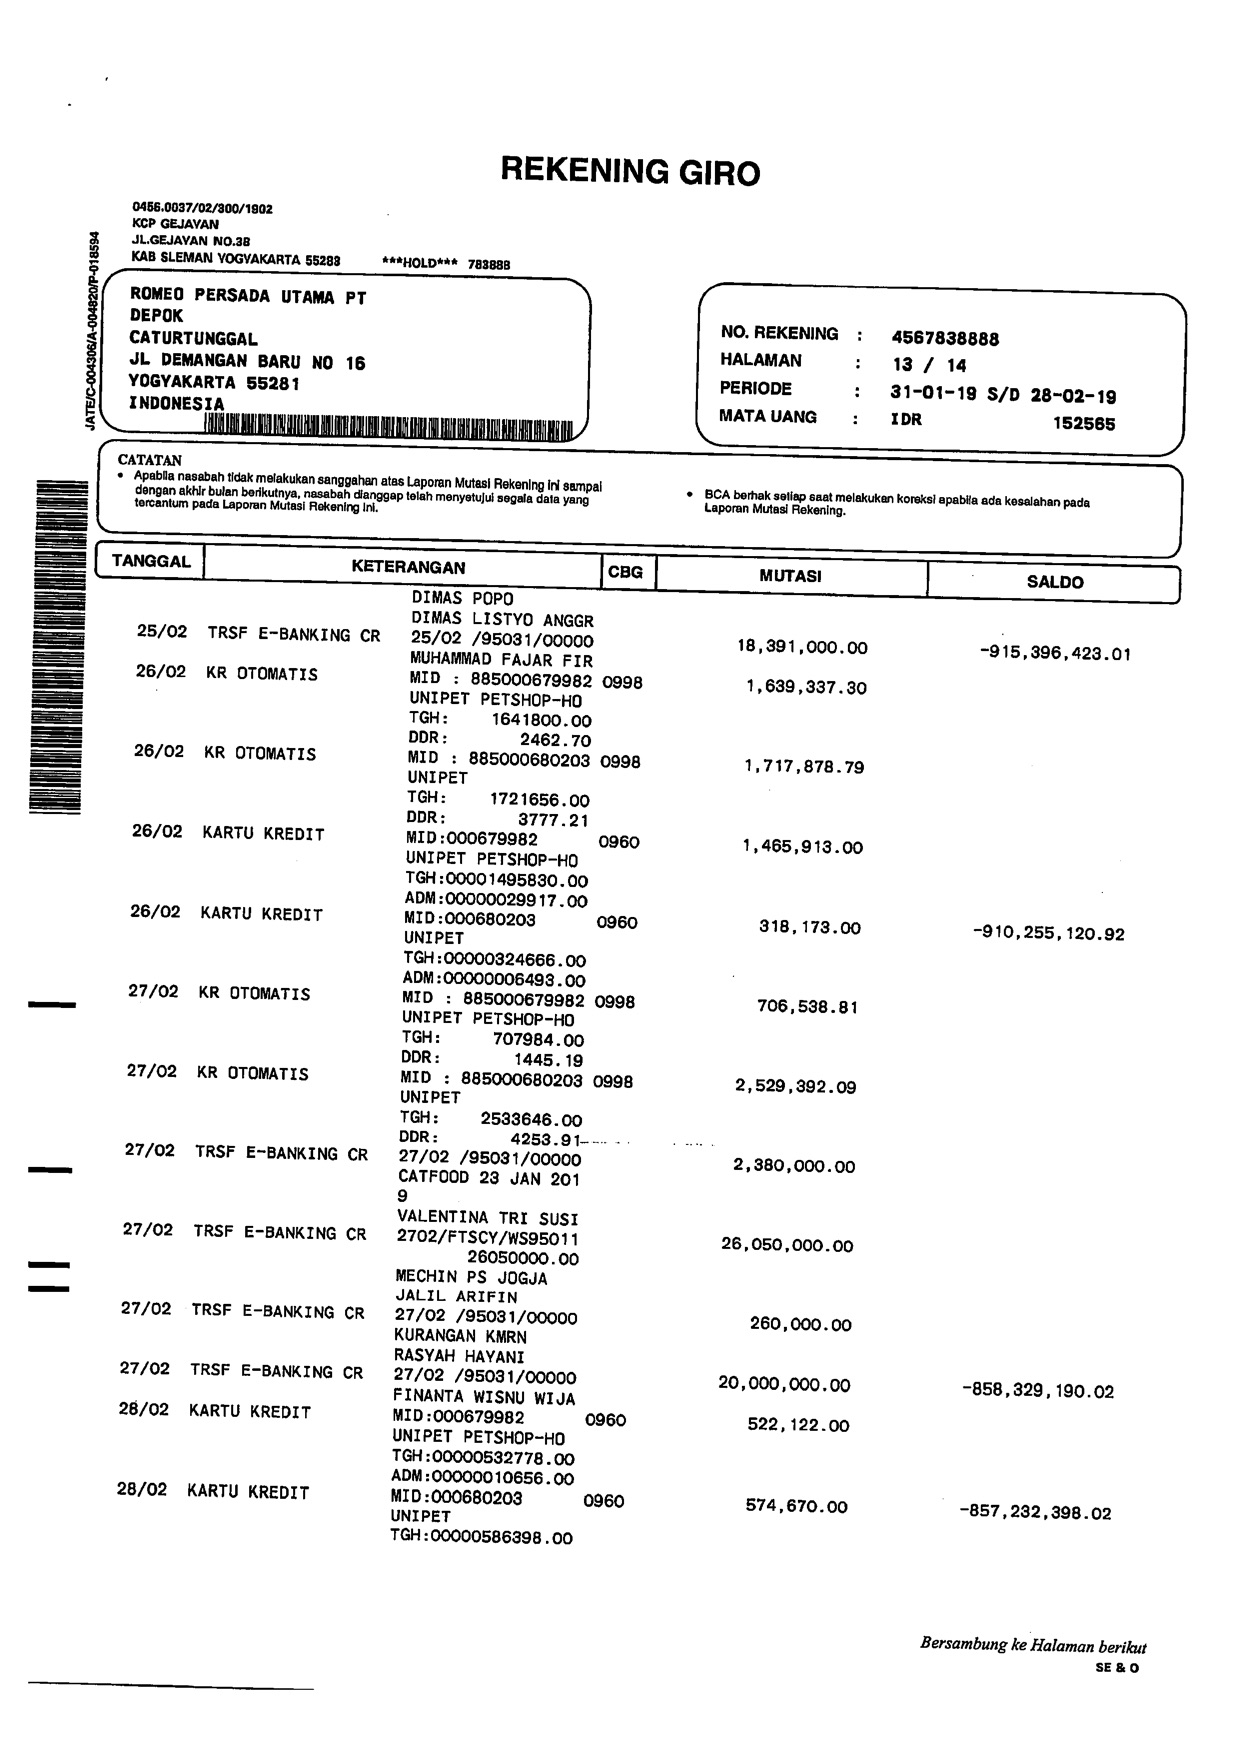 REKENING GIRO
0456.0037/02/300/1902
KCP GEJAYAN
JL.GEJAYAN NO.38
KAB SLEMAN YOGYAKARTA 55283 ***HOLD*** 783888
JATE/C-004306/A-004820/P-018594
ROMEO PERSADA UTAMA PT
DEPOK
CATURTUNGGAL
JL DEMANGAN BARU NO 16
YOGYAKARTA 55281
INDONESIA
NO. REKENING : 4567838888
HALAMAN : 13 / 14
PERIODE : 31-01-19 S/D 28-02-19
MATA UANG : IDR 152565
CATATAN
• Apabila nasabah tidak melakukan sanggahan atas Laporan Mutasi Rekening ini sampai
dengan akhir bulan berikutnya, nasabah dianggap telah menyetujui segala data yang
tercantum pada Laporan Mutasi Rekening ini.
• BCA berhak setiap saat melakukan koreksi apabila ada kesalahan pada
Laporan Mutasi Rekening.
TANGGAL KETERANGAN CBG MUTASI SALDO
DIMAS POPO
DIMAS LISTYO ANGGR
25/02 TRSF E-BANKING CR 25/02 /95031/00000 18,391,000.00 -915,396,423.01
MUHAMMAD FAJAR FIR
26/02 KR OTOMATIS MID : 885000679982 0998 1,639,337.30
UNIPET PETSHOP-HO
TGH: 1641800.00
DDR: 2462.70
26/02 KR OTOMATIS MID : 885000680203 0998 1,717,878.79
UNIPET
TGH: 1721656.00
DDR: 3777.21
26/02 KARTU KREDIT MID:000679982 0960 1,465,913.00
UNIPET PETSHOP-HO
TGH:00001495830.00
ADM:00000029917.00
26/02 KARTU KREDIT MID:000680203 0960 318,173.00 -910,255,120.92
UNIPET
TGH:00000324666.00
ADM:00000006493.00
27/02 KR OTOMATIS MID : 885000679982 0998 706,538.81
UNIPET PETSHOP-HO
TGH: 707984.00
DDR: 1445.19
27/02 KR OTOMATIS MID : 885000680203 0998 2,529,392.09
UNIPET
TGH: 2533646.00
DDR: 4253.91
27/02 TRSF E-BANKING CR 27/02 /95031/00000 2,380,000.00
CATFOOD 23 JAN 201
9
VALENTINA TRI SUSI
27/02 TRSF E-BANKING CR 2702/FTSCY/WS95011 26,050,000.00
26050000.00
MECHIN PS JOGJA
JALIL ARIFIN
27/02 TRSF E-BANKING CR 27/02 /95031/00000 260,000.00
KURANGAN KMRN
RASYAH HAYANI
27/02 TRSF E-BANKING CR 27/02 /95031/00000 20,000,000.00 -858,329,190.02
FINANTA WISNU WIJA
28/02 KARTU KREDIT MID:000679982 0960 522,122.00
UNIPET PETSHOP-HO
TGH:00000532778.00
ADM:00000010656.00
28/02 KARTU KREDIT MID:000680203 0960 574,670.00 -857,232,398.02
UNIPET
TGH:00000586398.00
Bersambung ke Halaman berikut
SE & O